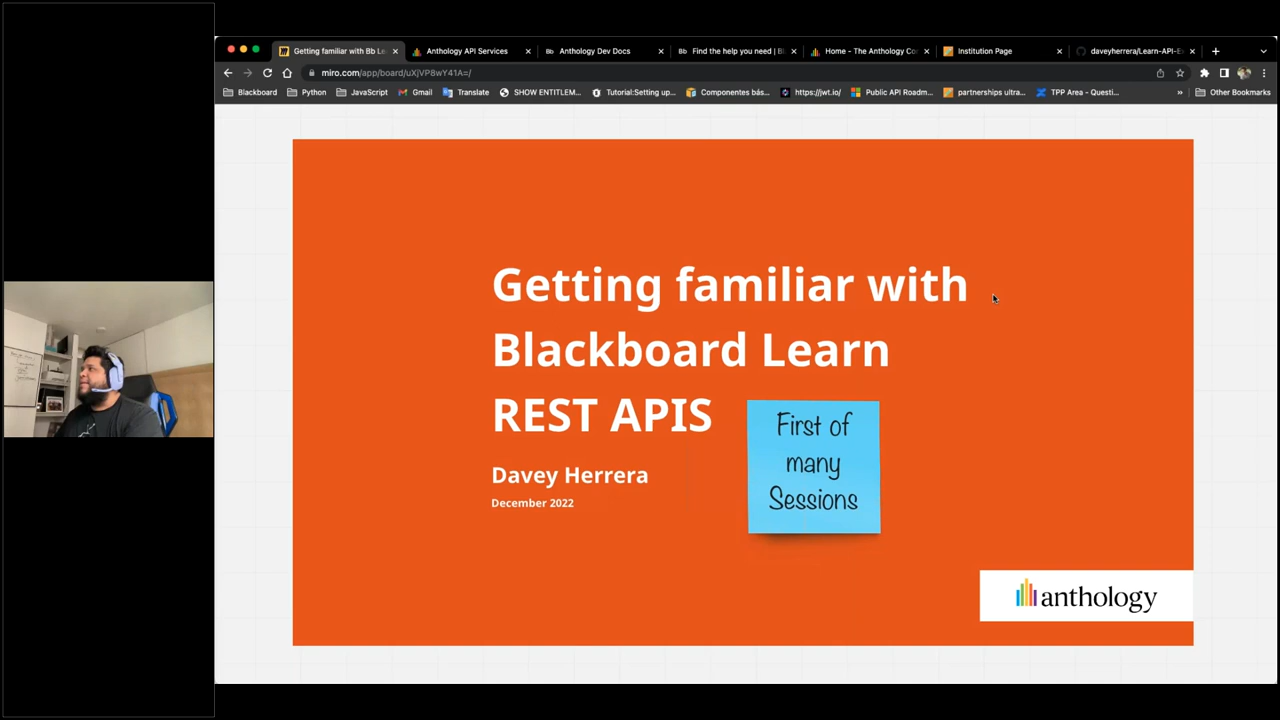 Getting familiar with Bb Lea
Anthology API Services
Anthology Dev Docs
Find the help you need | Bl
Home - The Anthology Co
Institution Page
daveyherrera/Learn-API-E
miro.com/app/board/uXjVP8wY41A=/
Blackboard
Python
JavaScript
Gmail
Translate
SHOW ENTITLEM...
Tutorial:Setting up...
Componentes bás...
https://jwt.io/
Public API Roadm...
partnerships ultra...
TPP Area - Questi...
»
Other Bookmarks
Getting familiar with
Blackboard Learn
REST APIS
Davey Herrera
December 2022
First of
many
Sessions
anthology